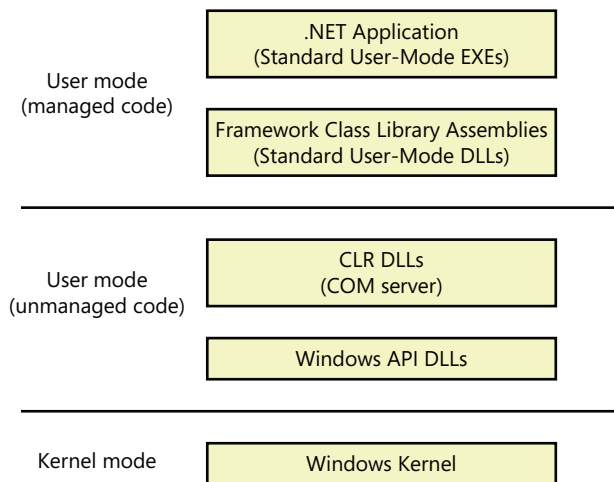 .NET Application
(Standard User-Mode EXEs)
User mode
(managed code)
Framework Class Library Assemblies
(Standard User-Mode DLLs)
CLR DLLs
(COM server)
User mode
(unmanaged code)
Windows API DLLs
Kernel mode
Windows Kernel